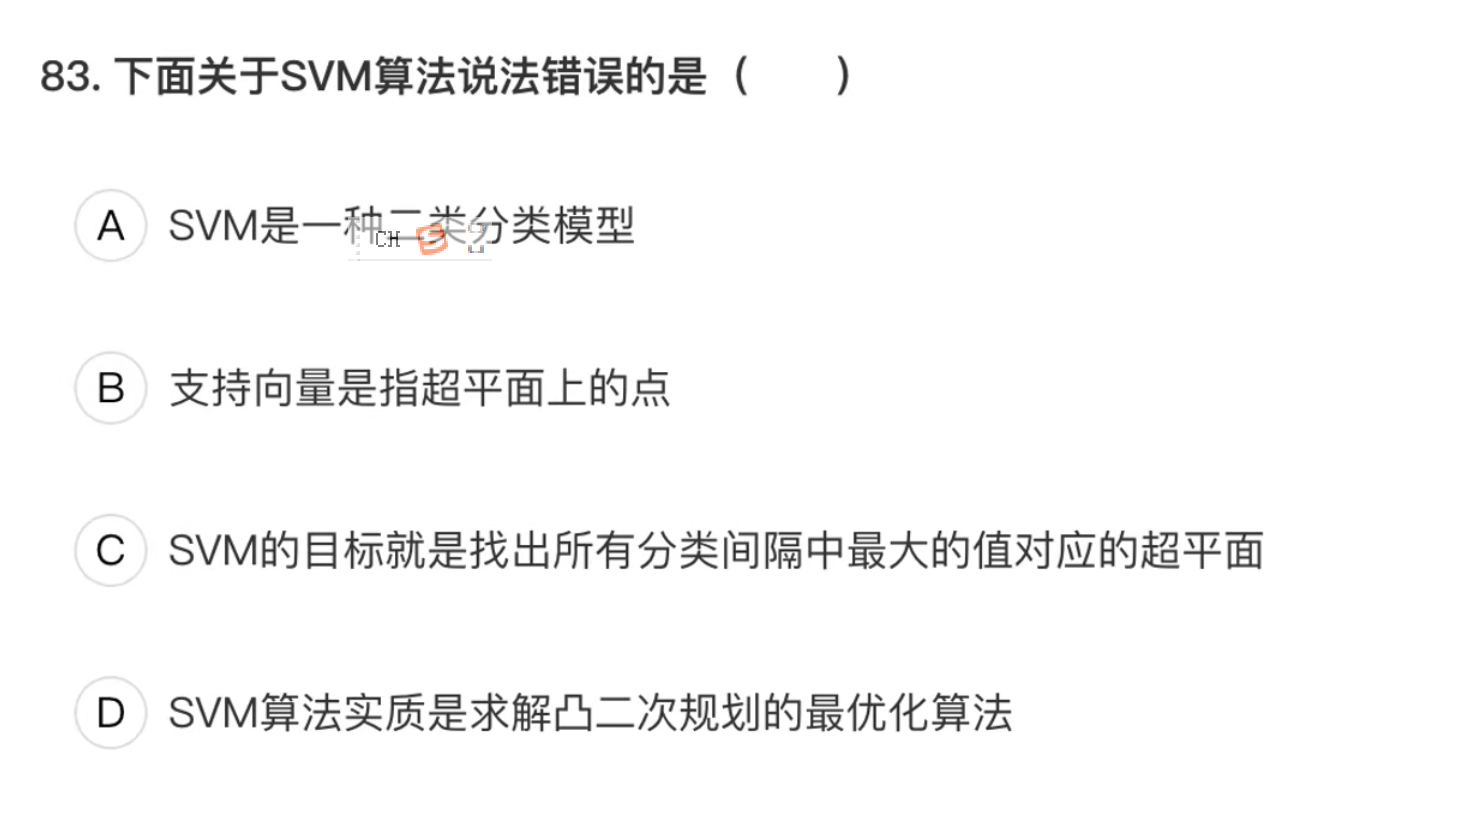 83. 下面关于SVM算法说法错误的是（　　）
A SVM是一种二类分类模型
CH
B 支持向量是指超平面上的点
C SVM的目标就是找出所有分类间隔中最大的值对应的超平面
D SVM算法实质是求解凸二次规划的最优化算法